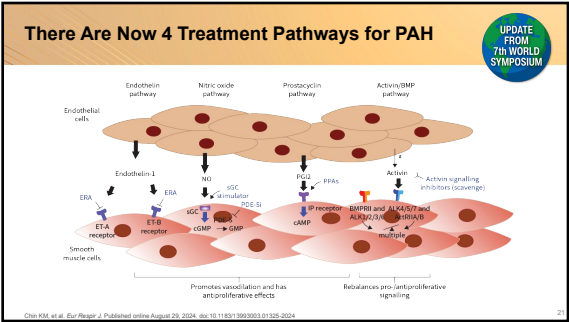 There Are Now 4 Treatment Pathways for PAH
UPDATE
FROM
7th WORLD
SYMPOSIUM
Endothelin
pathway
Nitric oxide
pathway
Prostacyclin
pathway
Activin/BMP
pathway
Endothelial
cells
Endothelin-1
NO
PGI2
Activin
Activin signalling
inhibitors (scavenge)
PPAs
ERA
ERA
sGC
stimulator
PDE-5i
ET-A
receptor
ET-B
receptor
sGC
PDE-5
cGMP
GMP
IP receptor
cAMP
BMPRII and
ALK1/2/3/6
ALK4/5/7 and
ActRIIA/B
multiple
Smooth
muscle cells
Promotes vasodilation and has
antiproliferative effects
Rebalances pro-/antiproliferative
signalling
Chin KM, et al. Eur Respir J. Published online August 29, 2024. doi:10.1183/13993003.01325-2024
21